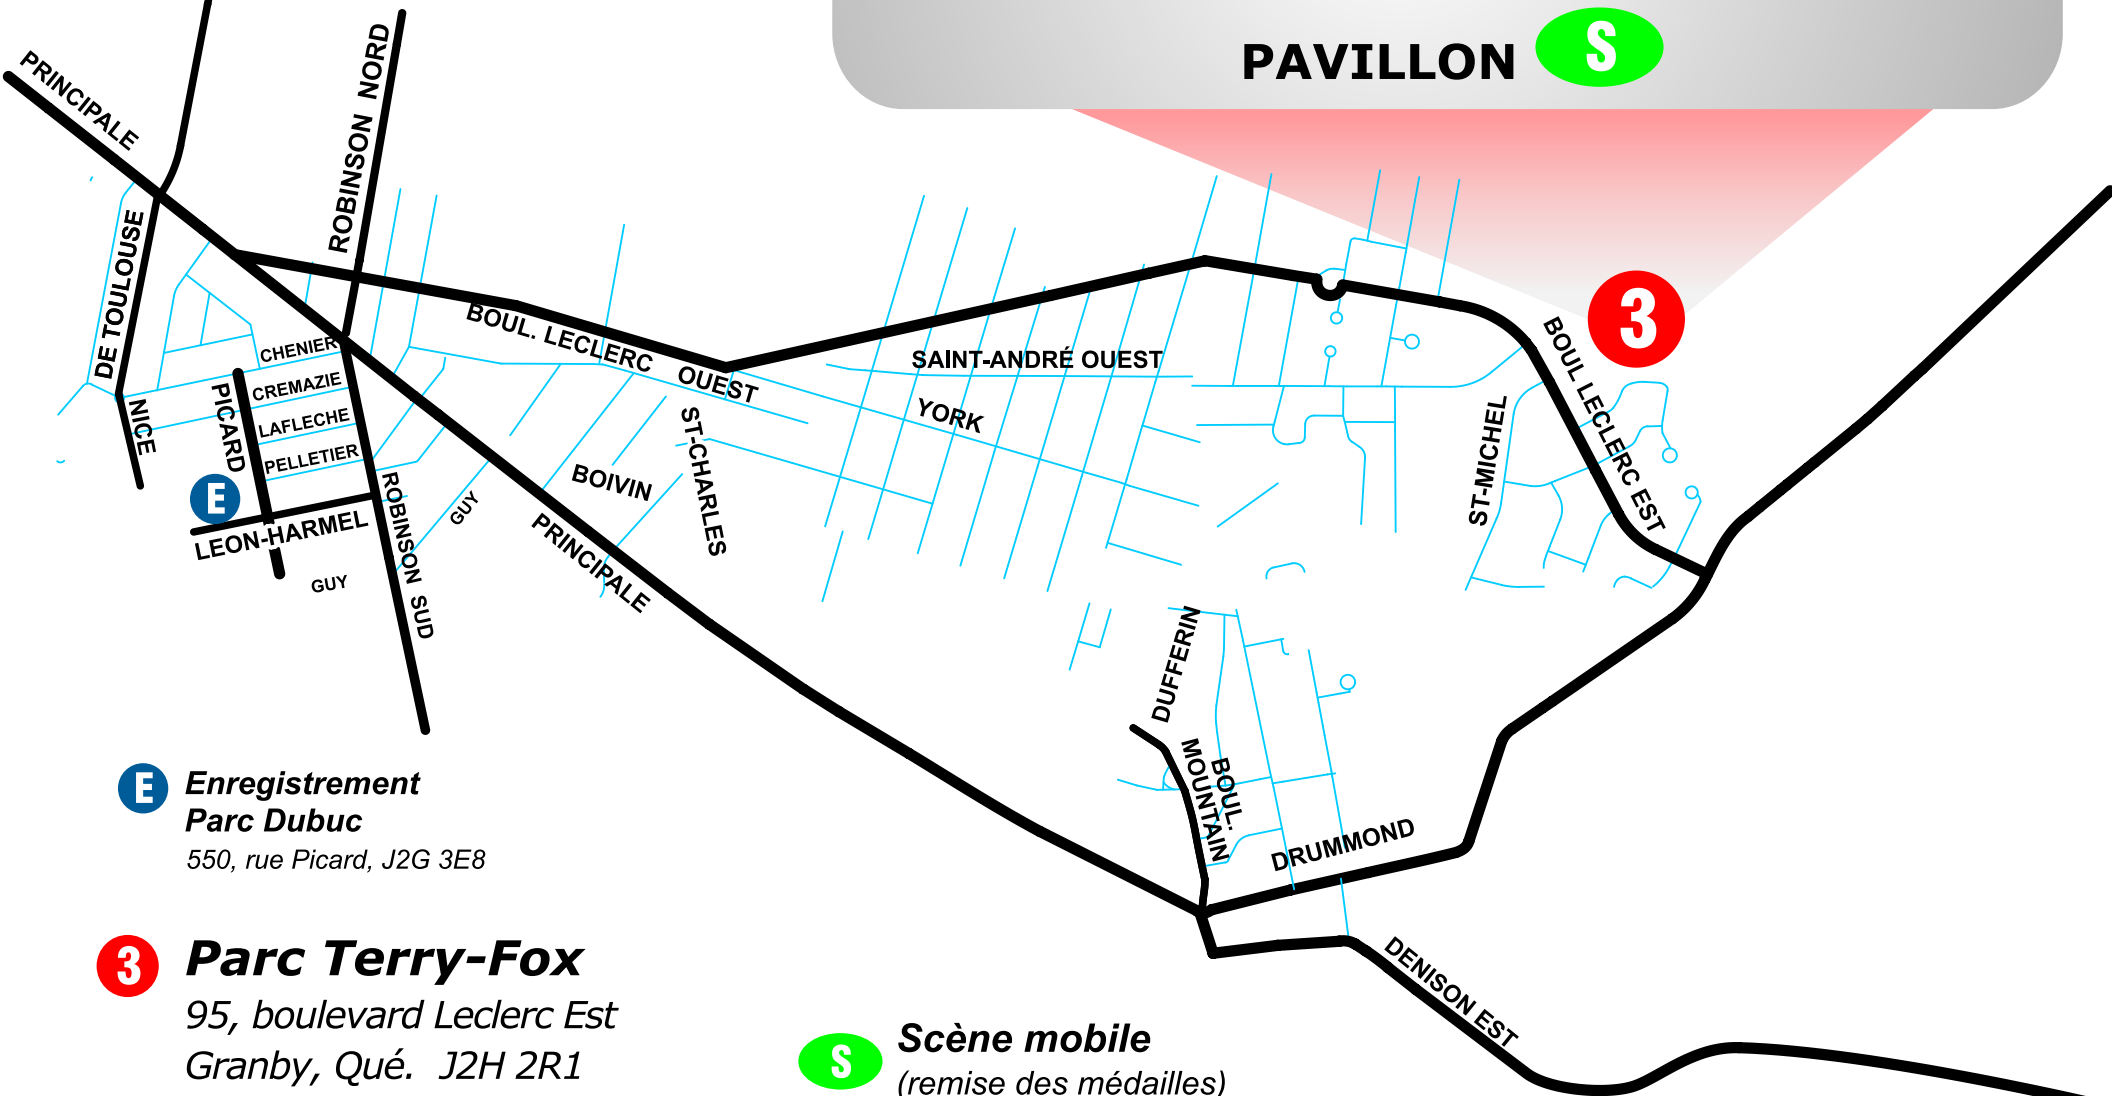 PAVILLON S
PRINCIPALE
ROBINSON NORD
DE TOULOUSE
NICE
PICARD
CHENIER
CREMAZIE
LAFLECHE
PELLETIER
E
LEON-HARMEL
GUY
ROBINSON SUD
GUY
BOUL. LECLERC OUEST
BOIVIN
ST-CHARLES
PRINCIPALE
SAINT-ANDRÉ OUEST
YORK
3
BOUL LECLERC EST
ST-MICHEL
DUFFERIN
BOUL.
MOUNTAIN
DRUMMOND
DENISON EST
E Enregistrement
Parc Dubuc
550, rue Picard, J2G 3E8
3 Parc Terry-Fox
95, boulevard Leclerc Est
Granby, Qué. J2H 2R1
S Scène mobile
(remise des médailles)